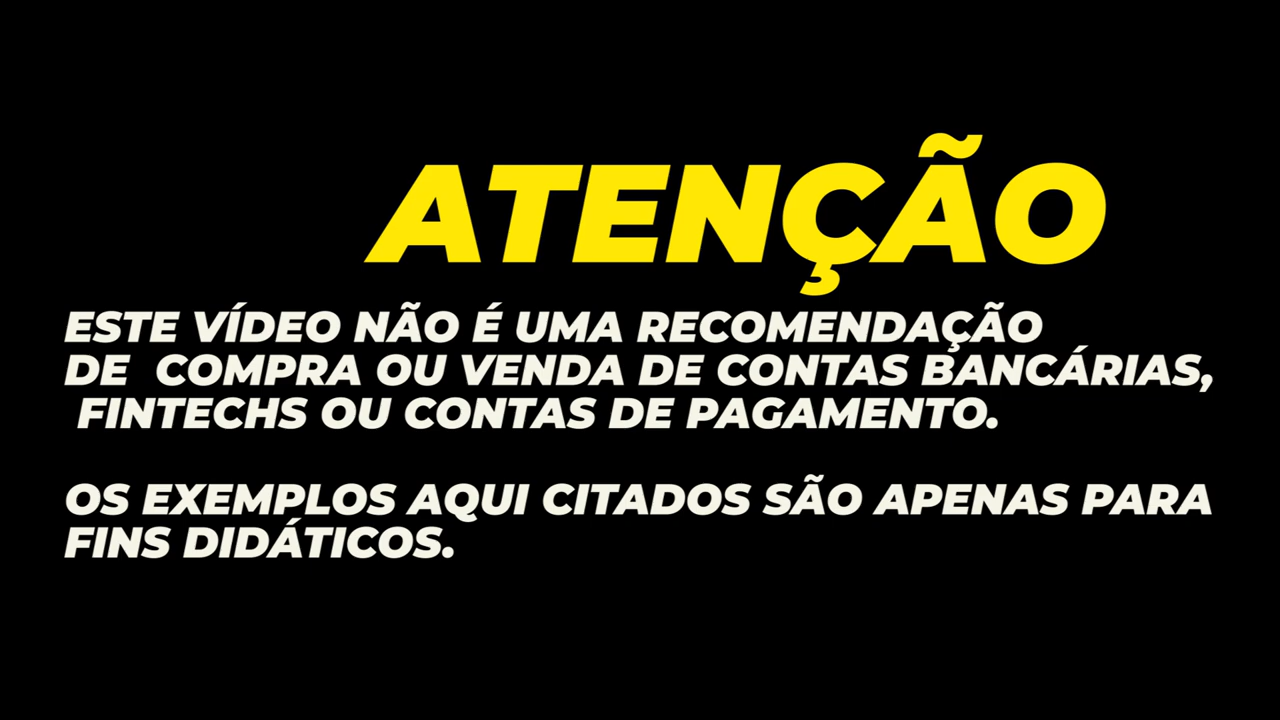 ATENÇÃO
ESTE VÍDEO NÃO É UMA RECOMENDAÇÃO
DE COMPRA OU VENDA DE CONTAS BANCÁRIAS,
FINTECHS OU CONTAS DE PAGAMENTO.
OS EXEMPLOS AQUI CITADOS SÃO APENAS PARA
FINS DIDÁTICOS.